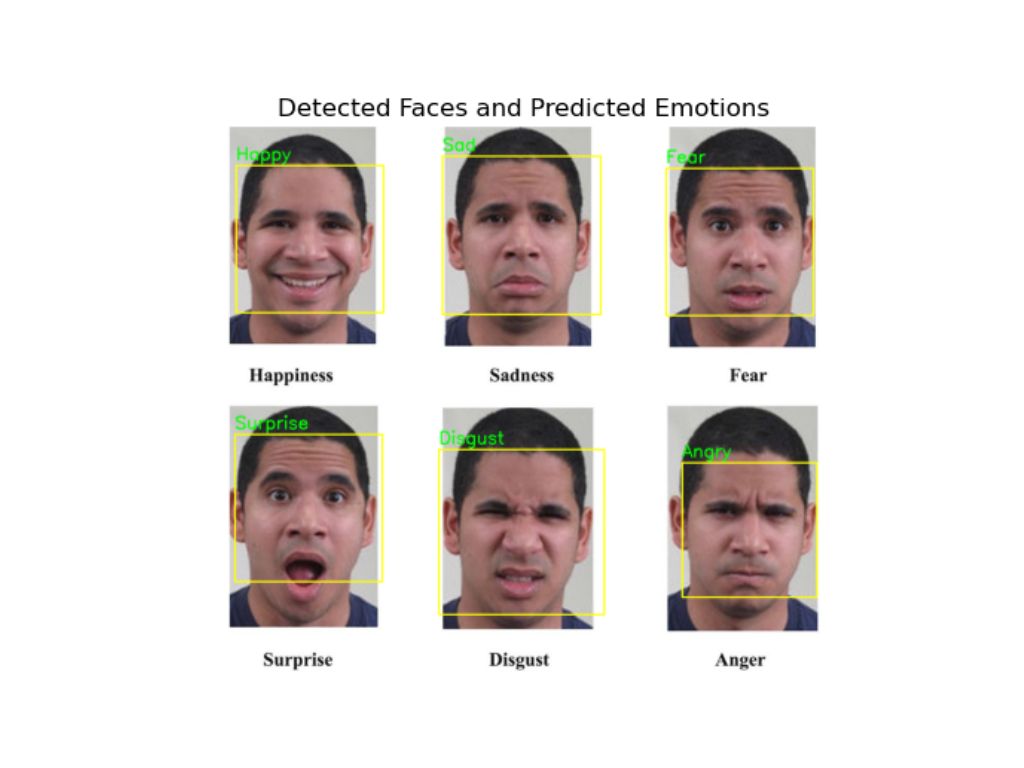 Detected Faces and Predicted Emotions
Happy
Sad
Fear
Happiness
Sadness
Fear
Surprise
Disgust
Angry
Surprise
Disgust
Anger